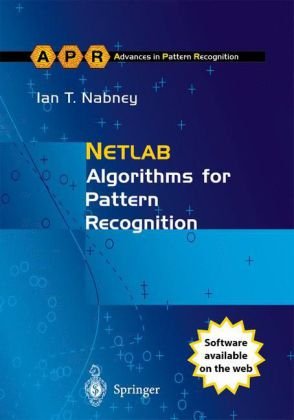 APR Advances in Pattern Recognition
Ian T. Nabney
NETLAB
Algorithms for
Pattern
Recognition
Software
available
on the web
Springer